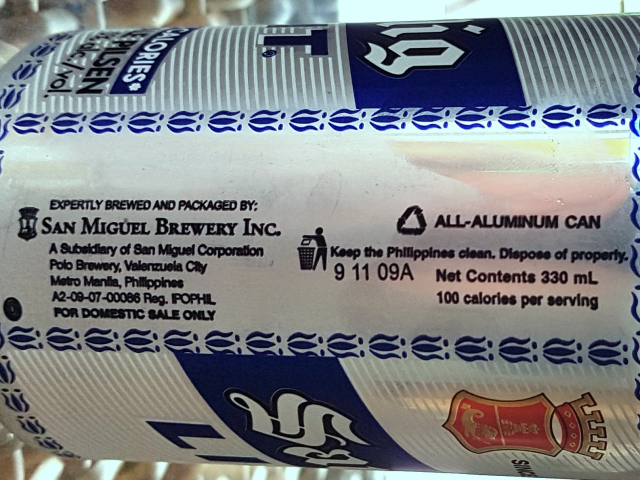 CALORIES*
PILSEN
EXPERTLY BREWED AND PACKAGED BY:
SAN MIGUEL BREWERY INC.
A Subsidiary of San Miguel Corporation
Polo Brewery, Valenzuela City
Metro Manila, Philippines
A2-09-07-00086 Reg. IPOPHIL
FOR DOMESTIC SALE ONLY
ALL-ALUMINUM CAN
Keep the Philippines clean. Dispose of properly.
9 11 09A
Net Contents 330 mL
100 calories per serving